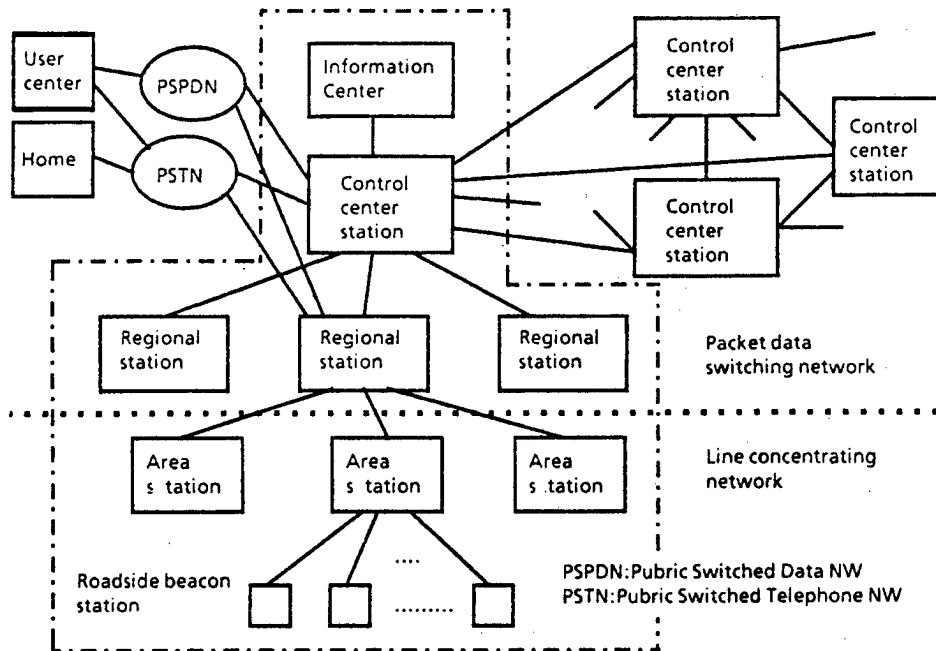 User
center
PSPDN
Information
Center
Control
center
station
Home
PSTN
Control
center
station
Control
center
station
Control
center
station
Regional
station
Regional
station
Regional
station
Packet data
switching network
Area
station
Area
station
Area
station
Line concentrating
network
Roadside beacon
station
PSPDN:Pubric Switched Data NW
PSTN:Pubric Switched Telephone NW